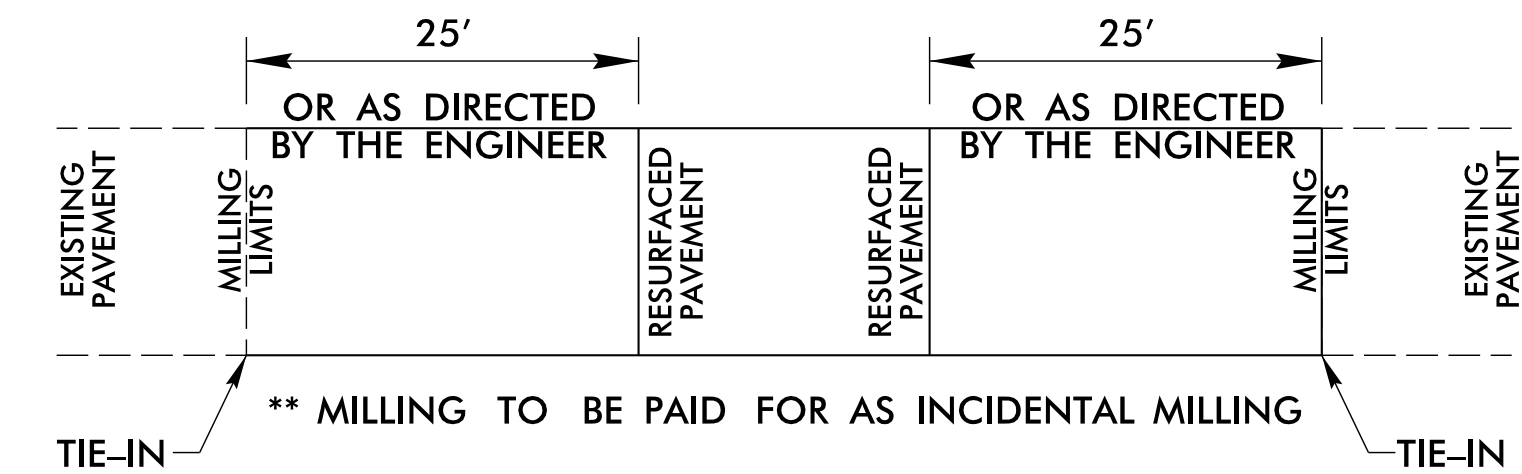 25′
25′
OR AS DIRECTED
BY THE ENGINEER
OR AS DIRECTED
BY THE ENGINEER
EXISTING
PAVEMENT
MILLING
LIMITS
RESURFACED
PAVEMENT
RESURFACED
PAVEMENT
MILLING
LIMITS
EXISTING
PAVEMENT
** MILLING TO BE PAID FOR AS INCIDENTAL MILLING
TIE–IN
TIE–IN